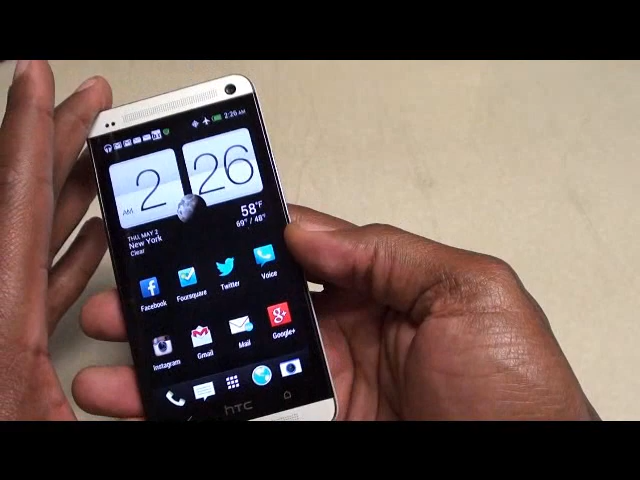 2:26 AM
AM 2 26
THU, MAY 2
New York
Clear
58°F
69°/ 48°
Facebook
Foursquare
Twitter
Voice
Instagram
Gmail
Mail
Google+
hTC